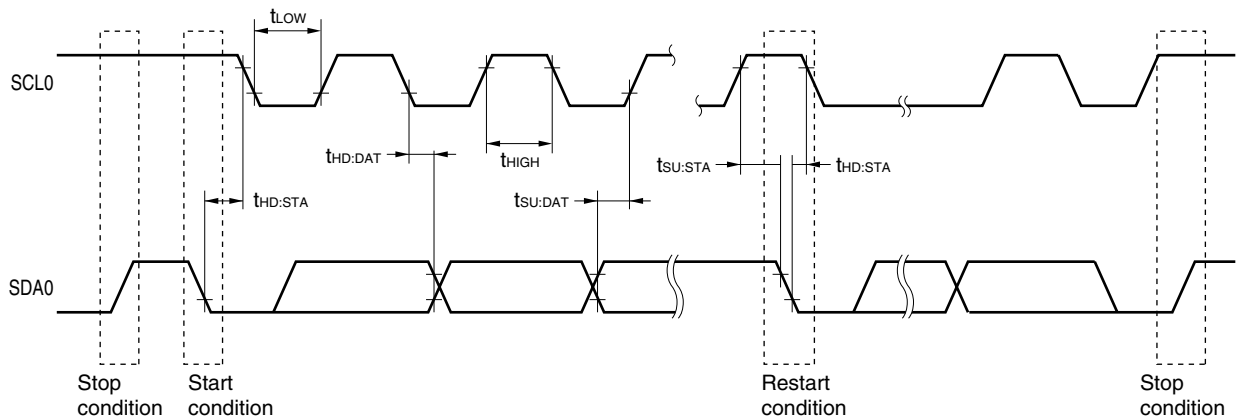 tLOW
SCL0
tHD:DAT
tHIGH
tSU:STA
tHD:STA
tHD:STA
tSU:DAT
SDA0
Stop
condition
Start
condition
Restart
condition
Stop
condition